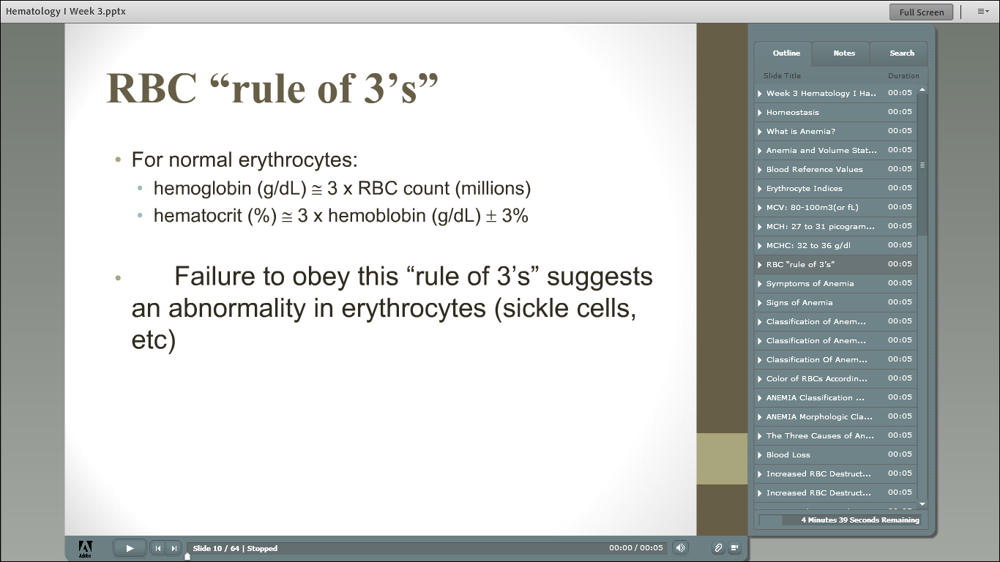 Hematology I Week 3.pptx
Full Screen
RBC “rule of 3’s”
• For normal erythrocytes:
• hemoglobin (g/dL) ≅ 3 x RBC count (millions)
• hematocrit (%) ≅ 3 x hemoblobin (g/dL) ± 3%
• Failure to obey this “rule of 3’s” suggests
an abnormality in erythrocytes (sickle cells,
etc)
Outline Notes Search
Slide Title Duration
Week 3 Hematology I Ha.. 00:05
Homeostasis 00:05
What is Anemia? 00:05
Anemia and Volume Stat... 00:05
Blood Reference Values 00:05
Erythrocyte Indices 00:05
MCV: 80-100m3(or fL) 00:05
MCH: 27 to 31 picogram... 00:05
MCHC: 32 to 36 g/dl 00:05
RBC “rule of 3’s” 00:05
Symptoms of Anemia 00:05
Signs of Anemia 00:05
Classification of Anem... 00:05
Classification of Anem... 00:05
Classification Of Anem... 00:05
Color of RBCs Accordin... 00:05
ANEMIA Classification ... 00:05
ANEMIA Morphologic Cla... 00:05
The Three Causes of An... 00:05
Blood Loss 00:05
Increased RBC Destruct... 00:05
Increased RBC Destruct... 00:05
4 Minutes 39 Seconds Remaining
Adobe
Slide 10 / 64 | Stopped
00:00 / 00:05